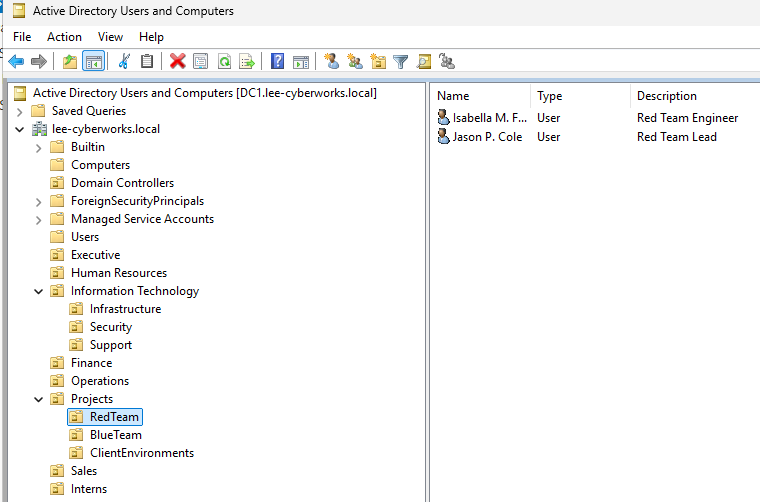 Active Directory Users and Computers
File Action View Help
Active Directory Users and Computers [DC1.lee-cyberworks.local]
Saved Queries
lee-cyberworks.local
Builtin
Computers
Domain Controllers
ForeignSecurityPrincipals
Managed Service Accounts
Users
Executive
Human Resources
Information Technology
Infrastructure
Security
Support
Finance
Operations
Projects
RedTeam
BlueTeam
ClientEnvironments
Sales
Interns
Name Type Description
Isabella M. F... User Red Team Engineer
Jason P. Cole User Red Team Lead